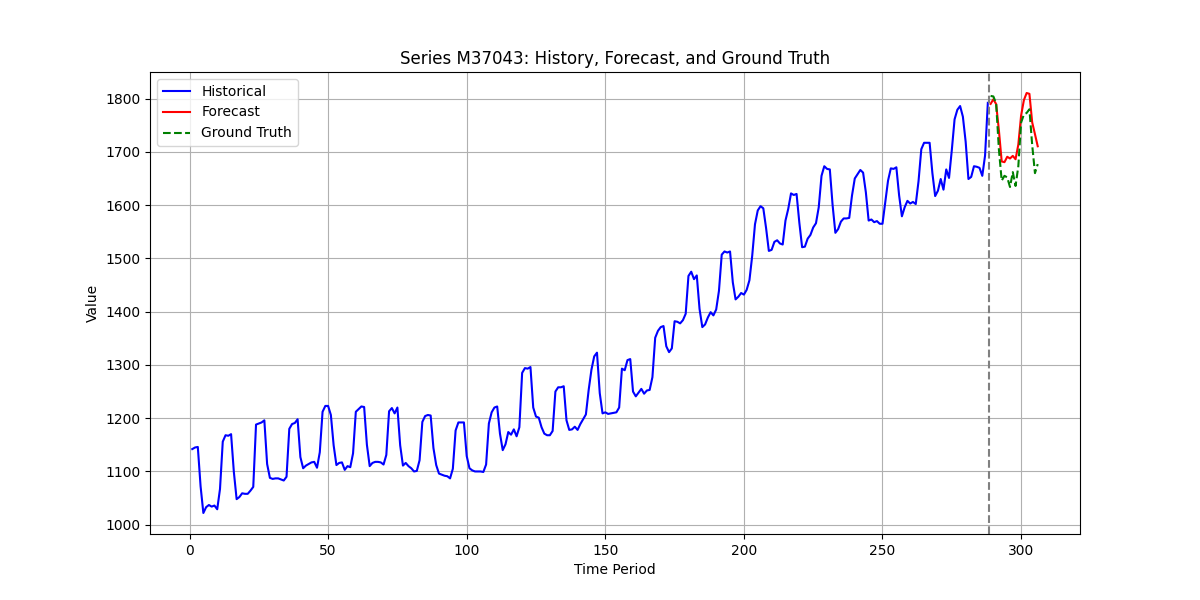 Series M37043: History, Forecast, and Ground Truth
Historical
Forecast
Ground Truth
1800
1700
1600
1500
1400
1300
1200
1100
1000
Value
0 50 100 150 200 250 300
Time Period